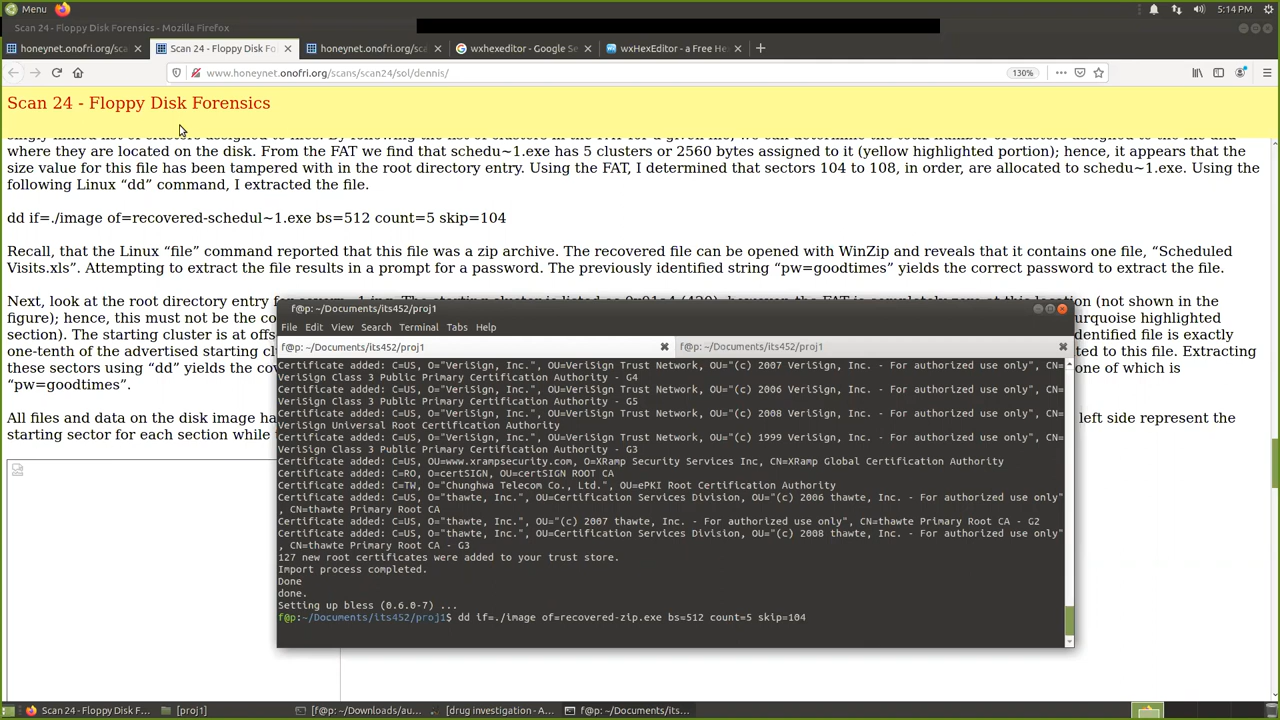 Menu
5:14 PM
Scan 24 - Floppy Disk Forensics - Mozilla Firefox
honeynet.onofri.org/sca
Scan 24 - Floppy Disk Fo
honeynet.onofri.org/sca
wxhexeditor - Google Se
wxHexEditor - a Free He
www.honeynet.onofri.org/scans/scan24/sol/dennis/
130%
Scan 24 - Floppy Disk Forensics
where they are located on the disk. From the FAT we find that schedu~1.exe has 5 clusters or 2560 bytes assigned to it (yellow highlighted portion); hence, it appears that the
size value for this file has been tampered with in the root directory entry. Using the FAT, I determined that sectors 104 to 108, in order, are allocated to schedu~1.exe. Using the
following Linux “dd” command, I extracted the file.
dd if=./image of=recovered-schedul~1.exe bs=512 count=5 skip=104
Recall, that the Linux “file” command reported that this file was a zip archive. The recovered file can be opened with WinZip and reveals that it contains one file, “Scheduled
Visits.xls”. Attempting to extract the file results in a prompt for a password. The previously identified string “pw=goodtimes” yields the correct password to extract the file.
Next, look at the root directory entry
(not shown in the
figure); hence, this must not be the co
turquoise highlighted
section). The starting cluster is at offs
identified file is exactly
one-tenth of the advertised starting clu
ted to this file. Extracting
these sectors using “dd” yields the cov
one of which is
“pw=goodtimes”.
All files and data on the disk image ha
left side represent the
starting sector for each section while
f@p: ~/Documents/its452/proj1
File Edit View Search Terminal Tabs Help
f@p: ~/Documents/its452/proj1
f@p: ~/Documents/its452/proj1
Certificate added: C=US, O="VeriSign, Inc.", OU=VeriSign Trust Network, OU="(c) 2007 VeriSign, Inc. - For authorized use only", CN=
VeriSign Class 3 Public Primary Certification Authority - G4
Certificate added: C=US, O="VeriSign, Inc.", OU=VeriSign Trust Network, OU="(c) 2006 VeriSign, Inc. - For authorized use only", CN=
VeriSign Class 3 Public Primary Certification Authority - G5
Certificate added: C=US, O="VeriSign, Inc.", OU=VeriSign Trust Network, OU="(c) 2008 VeriSign, Inc. - For authorized use only", CN=
VeriSign Universal Root Certification Authority
Certificate added: C=US, O="VeriSign, Inc.", OU=VeriSign Trust Network, OU="(c) 1999 VeriSign, Inc. - For authorized use only", CN=
VeriSign Class 3 Public Primary Certification Authority - G3
Certificate added: C=US, OU=www.xrampsecurity.com, O=XRamp Security Services Inc, CN=XRamp Global Certification Authority
Certificate added: C=RO, O=certSIGN, OU=certSIGN ROOT CA
Certificate added: C=TW, O="Chunghwa Telecom Co., Ltd.", OU=ePKI Root Certification Authority
Certificate added: C=US, O="thawte, Inc.", OU=Certification Services Division, OU="(c) 2006 thawte, Inc. - For authorized use only"
, CN=thawte Primary Root CA
Certificate added: C=US, O="thawte, Inc.", OU="(c) 2007 thawte, Inc. - For authorized use only", CN=thawte Primary Root CA - G2
Certificate added: C=US, O="thawte, Inc.", OU=Certification Services Division, OU="(c) 2008 thawte, Inc. - For authorized use only"
, CN=thawte Primary Root CA - G3
127 new root certificates were added to your trust store.
Import process completed.
Done
done.
Setting up bless (0.6.0-7) ...
f@p:~/Documents/its452/proj1$ dd if=./image of=recovered-zip.exe bs=512 count=5 skip=104
Scan 24 - Floppy Disk F...
[proj1]
[f@p: ~/Downloads/au...
[drug investigation - A...
f@p: ~/Documents/its...